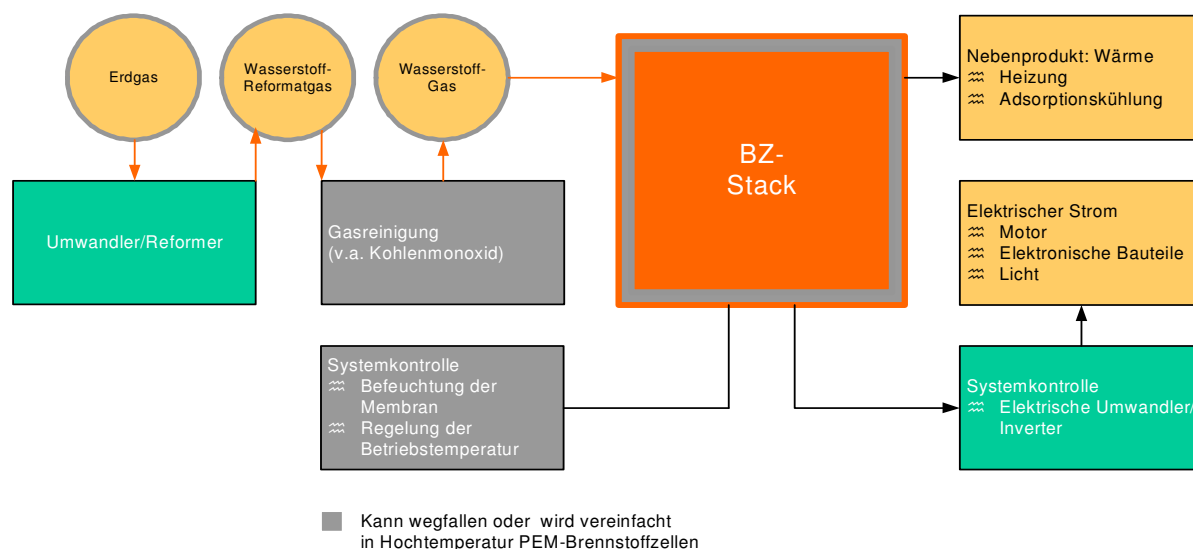 Erdgas
Wasserstoff-
Reformatgas
Wasserstoff-
Gas
Umwandler/Reformer
Gasreinigung
(v.a. Kohlenmonoxid)
BZ-
Stack
Nebenprodukt: Wärme
Heizung
Adsorptionskühlung
Elektrischer Strom
Motor
Elektronische Bauteile
Licht
Systemkontrolle
Befeuchtung der
Membran
Regelung der
Betriebstemperatur
Systemkontrolle
Elektrische Umwandler/
Inverter
Kann wegfallen oder wird vereinfacht
in Hochtemperatur PEM-Brennstoffzellen